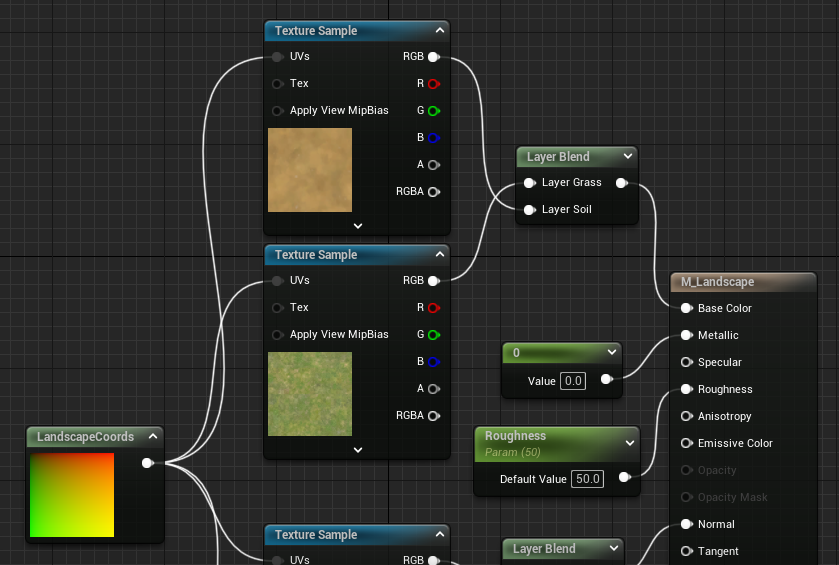 Texture Sample
UVs RGB
Tex R
Apply View MipBias G
B
A
RGBA
Layer Blend
Layer Grass
Layer Soil
Texture Sample
UVs RGB
Tex R
Apply View MipBias G
B
A
RGBA
M_Landscape
Base Color
Metallic
Specular
Roughness
Anisotropy
Emissive Color
Opacity
Opacity Mask
Normal
Tangent
0
Value 0.0
Roughness
Param (50)
Default Value 50.0
LandscapeCoords
Texture Sample
UVs RGB
Layer Blend